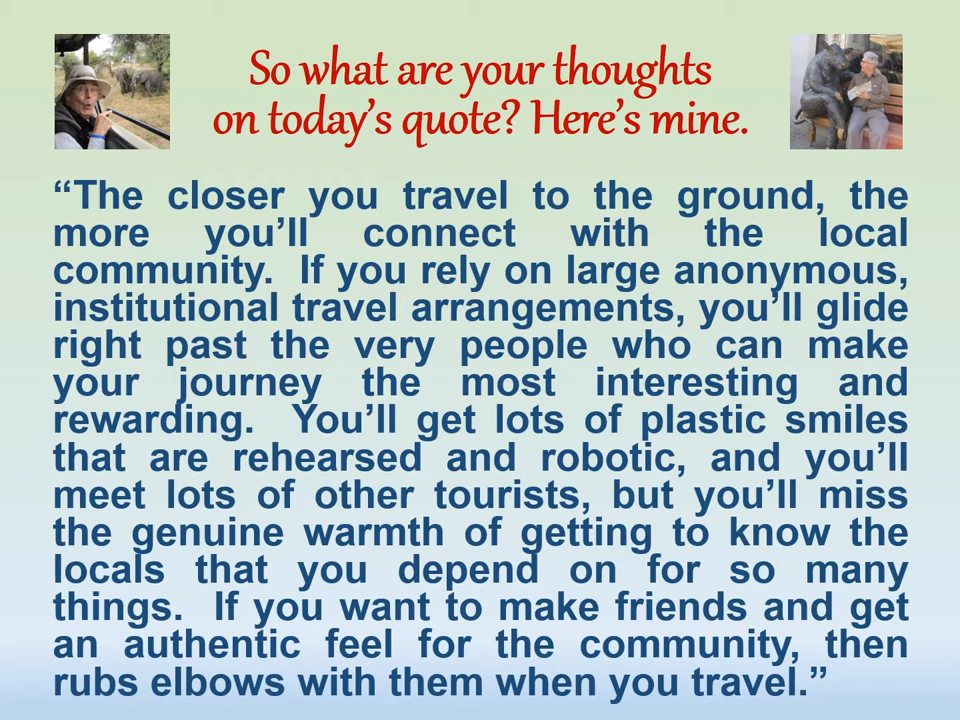 So what are your thoughts
on today’s quote? Here’s mine.
“The closer you travel to the ground, the
more you’ll connect with the local
community.  If you rely on large anonymous,
institutional travel arrangements, you’ll glide
right past the very people who can make
your journey the most interesting and
rewarding.  You’ll get lots of plastic smiles
that are rehearsed and robotic, and you’ll
meet lots of other tourists, but you’ll miss
the genuine warmth of getting to know the
locals that you depend on for so many
things.  If you want to make friends and get
an authentic feel for the community, then
rubs elbows with them when you travel.”